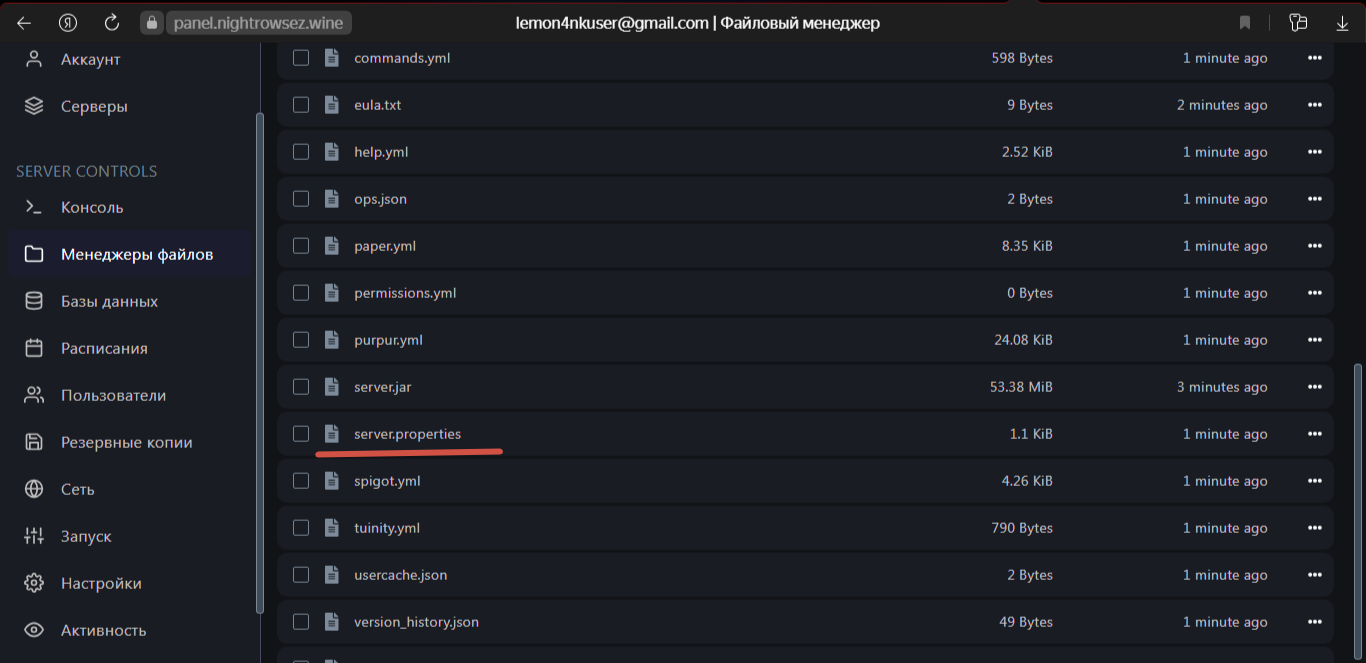 panel.nightrowsez.wine
lemon4nkuser@gmail.com | Файловый менеджер
Аккаунт
Серверы
SERVER CONTROLS
Консоль
Менеджеры файлов
Базы данных
Расписания
Пользователи
Резервные копии
Сеть
Запуск
Настройки
Активность
commands.yml 598 Bytes 1 minute ago
eula.txt 9 Bytes 2 minutes ago
help.yml 2.52 KiB 1 minute ago
ops.json 2 Bytes 1 minute ago
paper.yml 8.35 KiB 1 minute ago
permissions.yml 0 Bytes 1 minute ago
purpur.yml 24.08 KiB 1 minute ago
server.jar 53.38 MiB 3 minutes ago
server.properties 1.1 KiB 1 minute ago
spigot.yml 4.26 KiB 1 minute ago
tuinity.yml 790 Bytes 1 minute ago
usercache.json 2 Bytes 1 minute ago
version_history.json 49 Bytes 1 minute ago